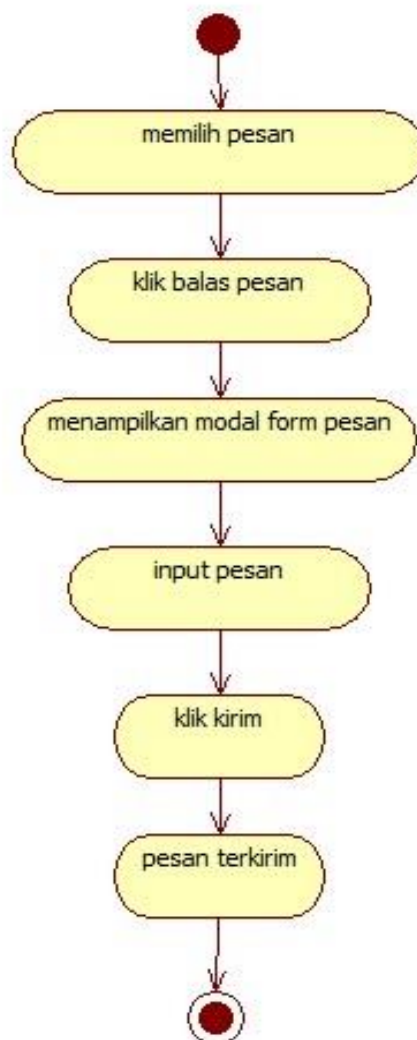 memilih pesan
klik balas pesan
menampilkan modal form pesan
input pesan
klik kirim
pesan terkirim